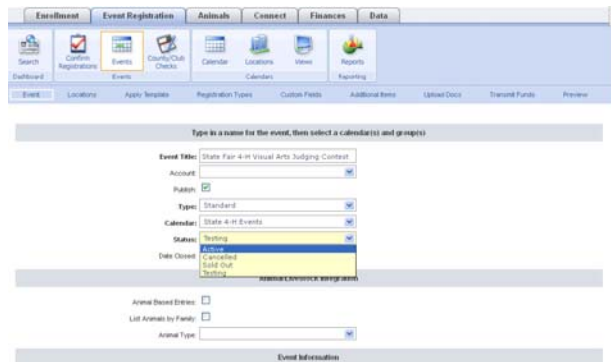 Enrollment Event Registration Animals Connect Finances Data
Search Confirm Registrations Events County/Club Checks Calendar Locations Views Reports
Dashboard Events Calendars Reporting
Event Locations Apply Template Registration Types Custom Fields Additional Items Upload Docs Transmit Funds Preview
Type in a name for the event, then select a calendar(s) and group(s)
Event Title: State Fair 4-H Visual Arts Judging Contest
Account:
Publish:
Type: Standard
Calendar: State 4-H Events
Status: Testing
Active
Date Closed: Cancelled
Sold Out
Testing
Animal/Livestock Integration
Animal Based Entries:
List Animals by Family:
Animal Type:
Event Information